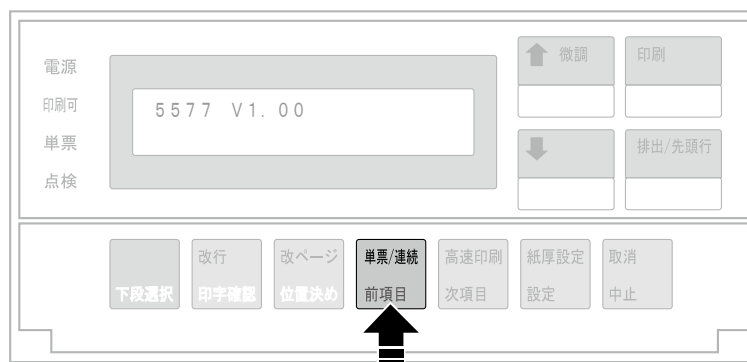 電源
印刷可
単票
点検
5577 V1.00
微調
印刷
排出/先頭行
下段選択
改行
印字確認
改ページ
位置決め
単票/連続
前項目
高速印刷
次項目
紙厚設定
設定
取消
中止